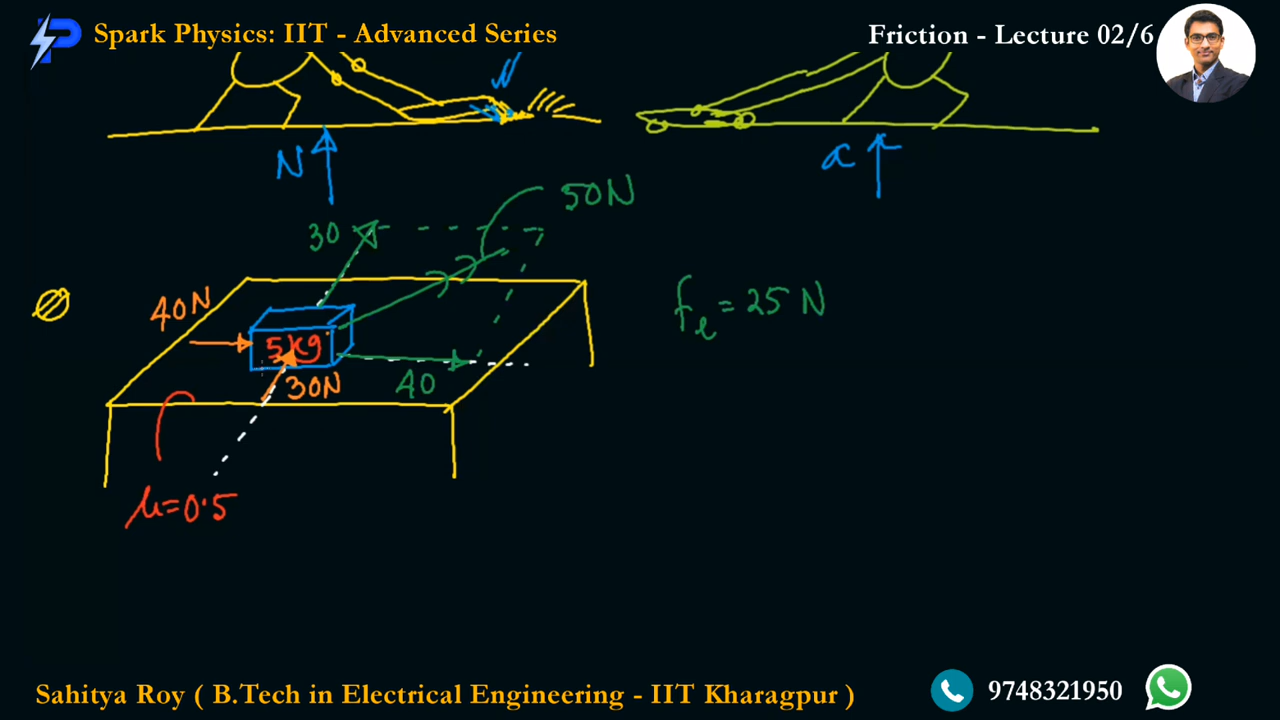 Spark Physics: IIT - Advanced Series
Friction - Lecture 02/6
N
N
x
50N
30
40N
5kg
30N
40
f_l = 25 N
μ=0.5
Sahitya Roy ( B.Tech in Electrical Engineering - IIT Kharagpur )
9748321950